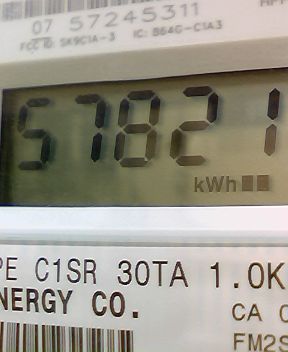 07 57245311
FCC ID: SK9C1A-3 IC: 864G-C1A3
57821
kWh
PE C1SR 30TA 1.0K
NERGY CO.
CA 0
FM2S